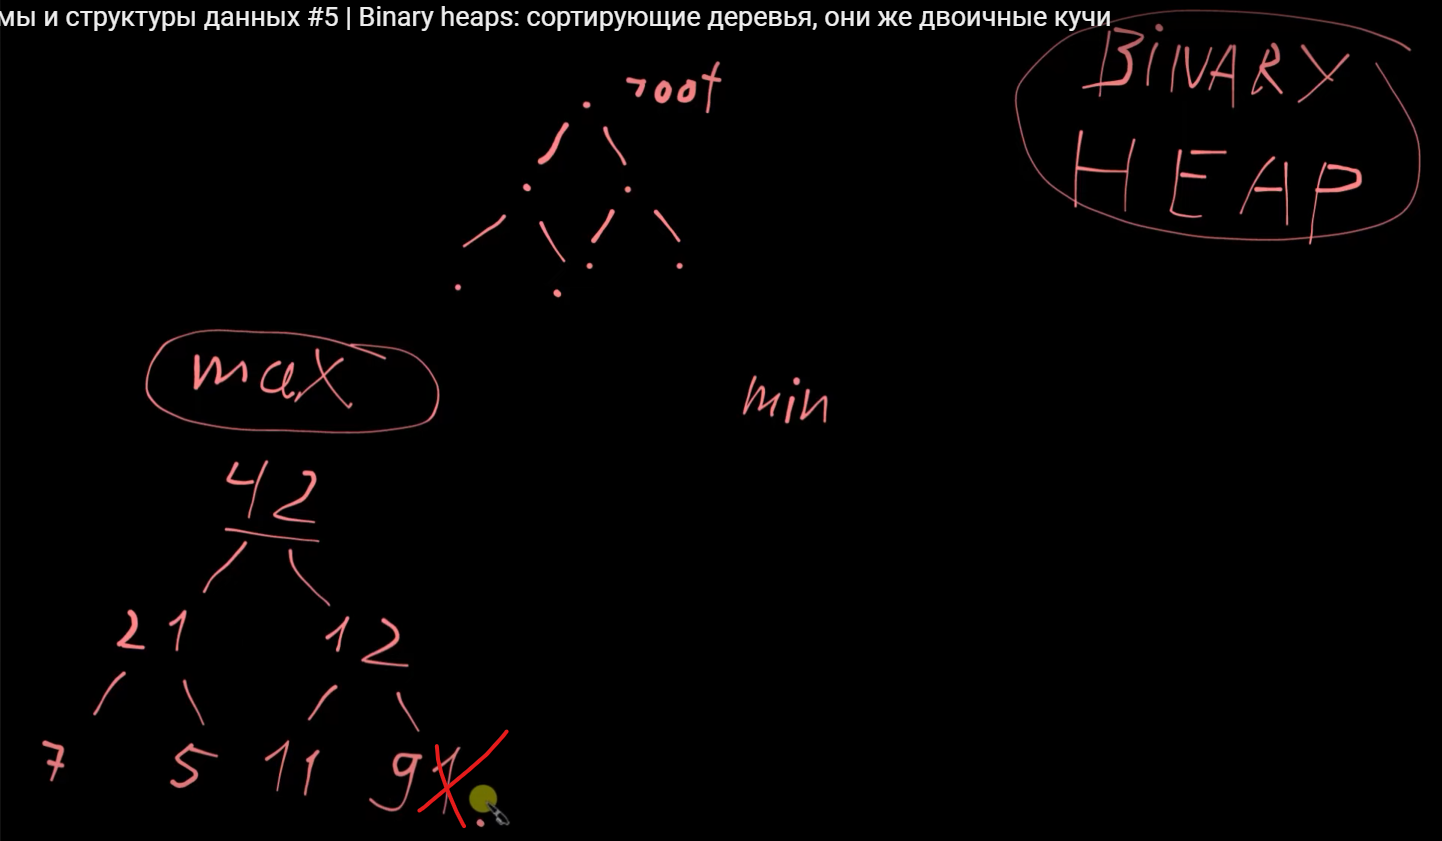 мы и структуры данных #5 | Binary heaps: сортирующие деревья, они же двоичные кучи
BiNARY
HEAP
root
max
min
42
21 12
7 5 11 9